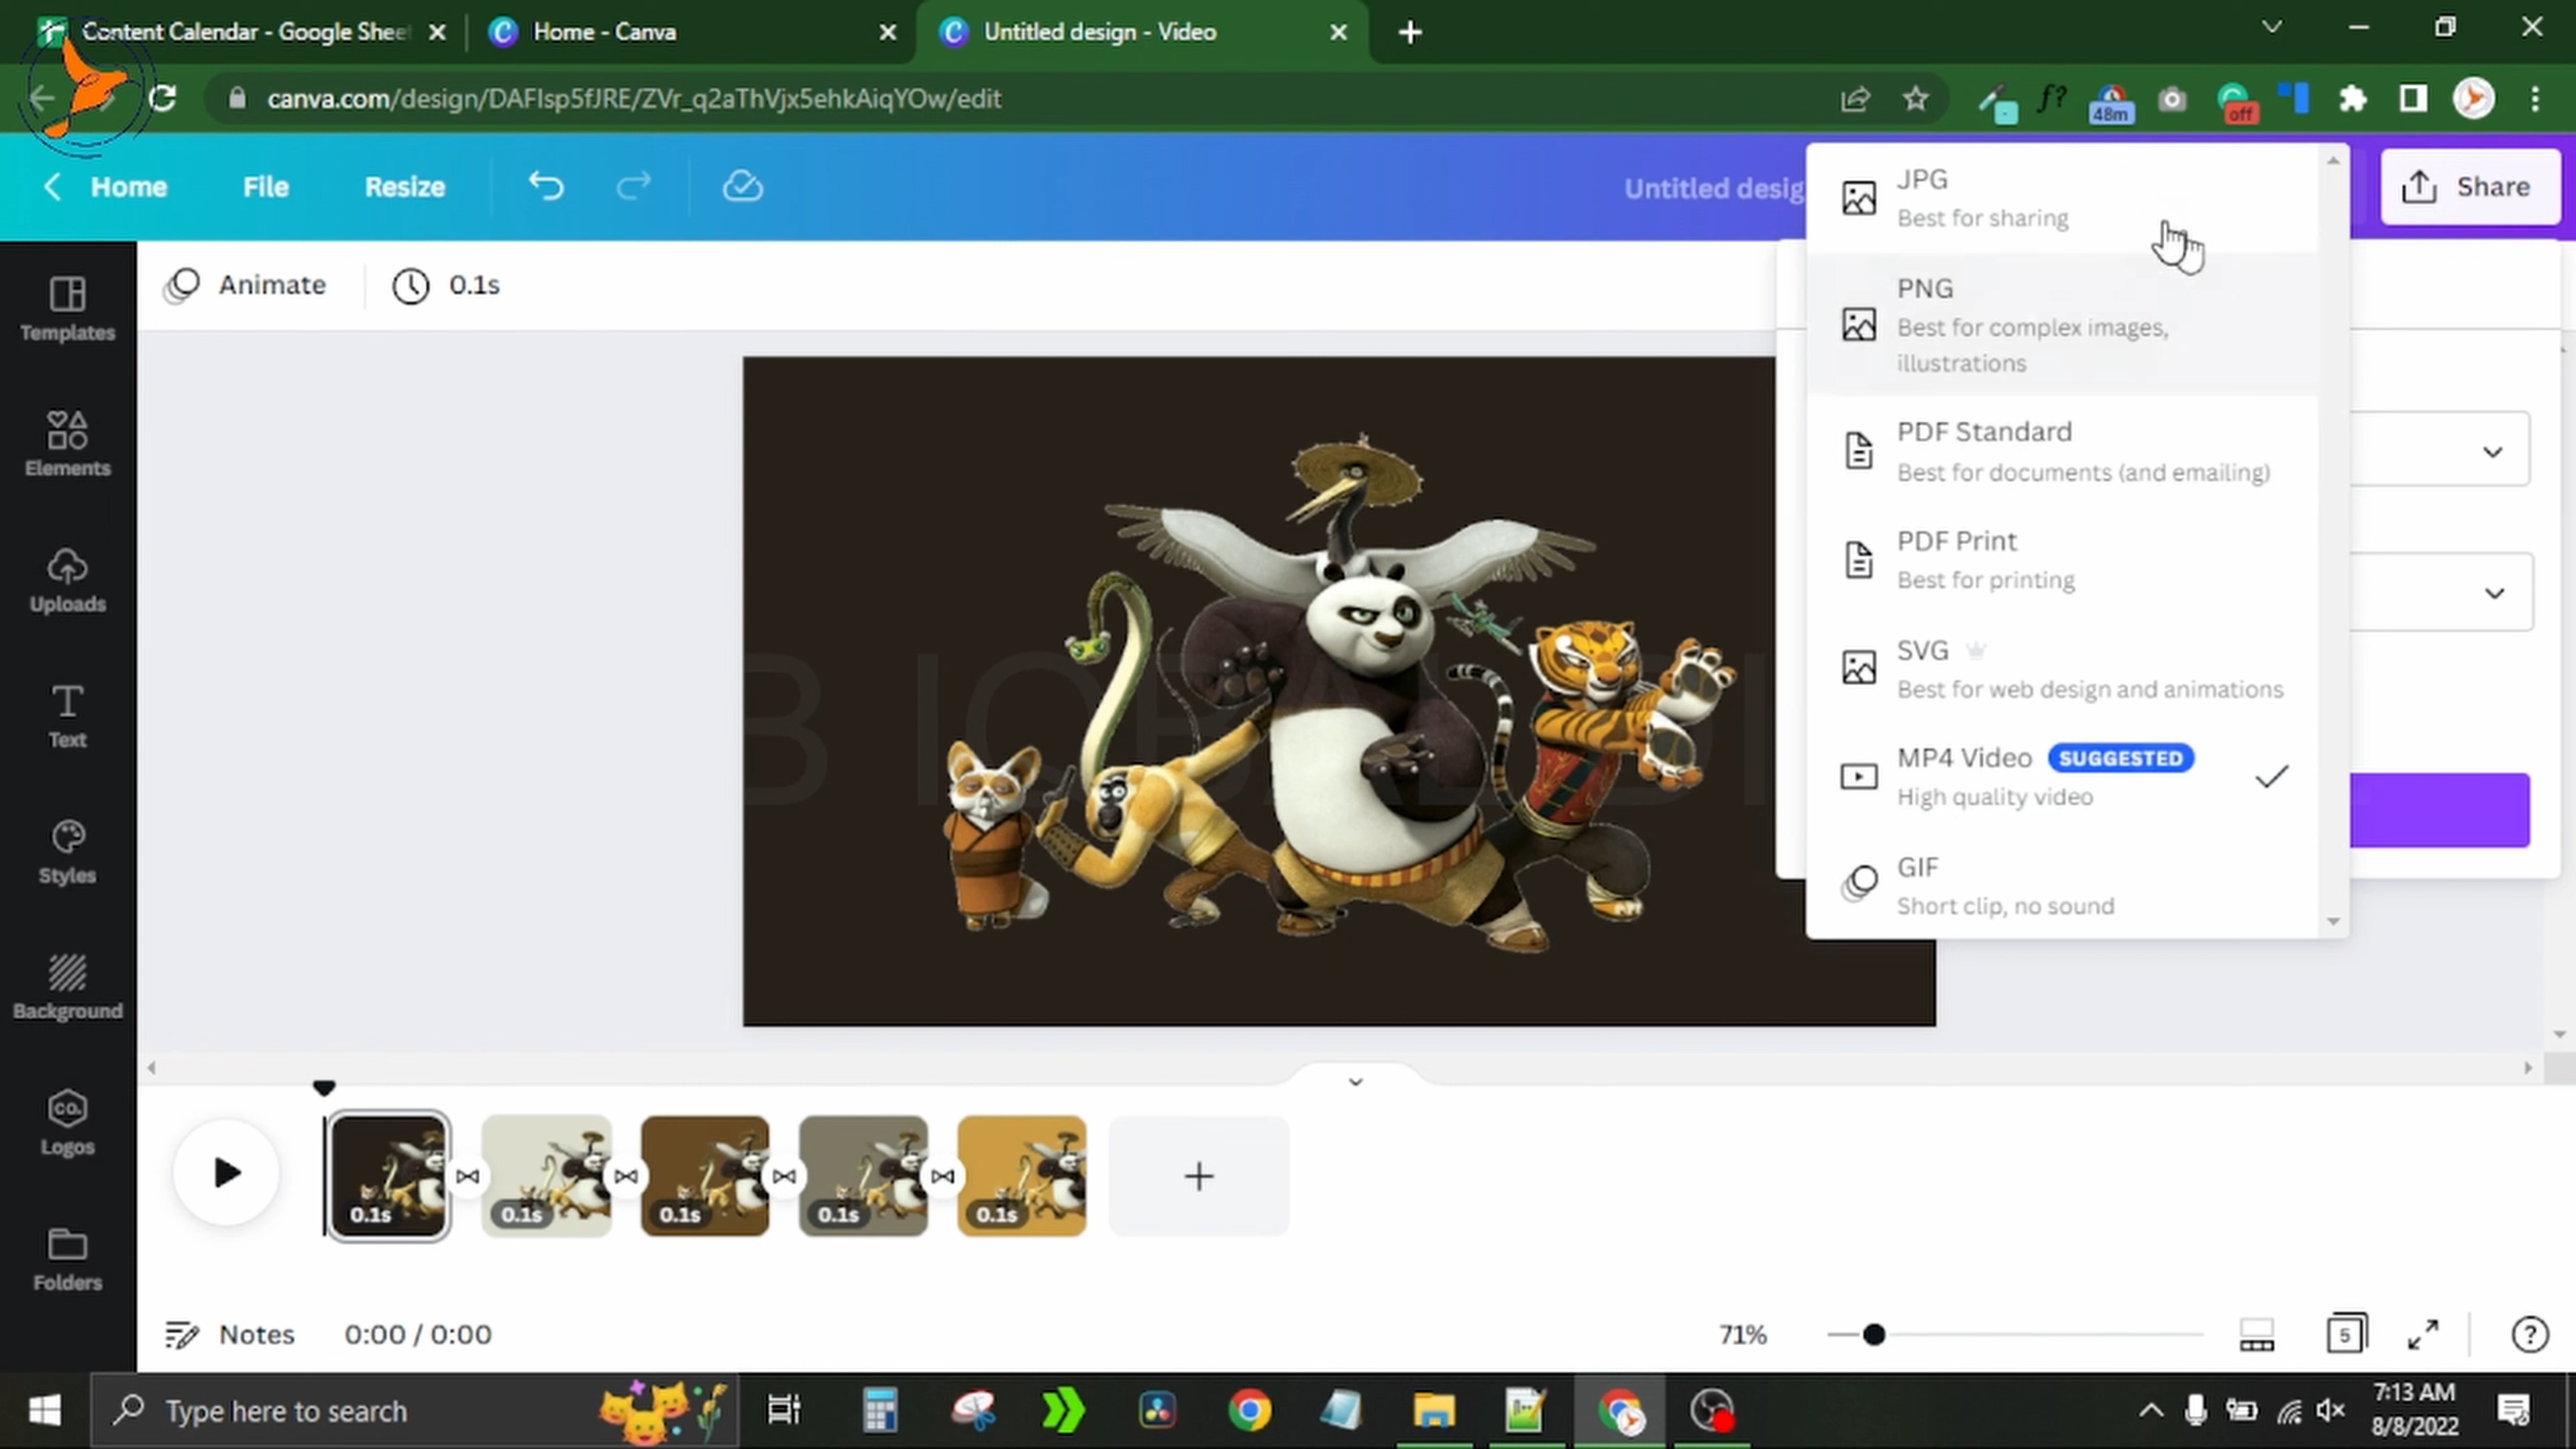 Content Calendar - Google Sheet
Home - Canva
Untitled design - Video
canva.com/design/DAFIsp5fJRE/ZVr_q2aThVjx5ehkAiqYOw/edit
f?
48m
off
Home
File
Resize
Untitled desig
Share
Animate
0.1s
JPG
Best for sharing
PNG
Best for complex images,
illustrations
PDF Standard
Best for documents (and emailing)
PDF Print
Best for printing
SVG
Best for web design and animations
MP4 Video SUGGESTED
High quality video
GIF
Short clip, no sound
Templates
Elements
Uploads
Text
Styles
Background
CO.
Logos
Folders
0.1s
0.1s
0.1s
0.1s
0.1s
Notes
0:00 / 0:00
71%
5
?
Type here to search
7:13 AM
8/8/2022